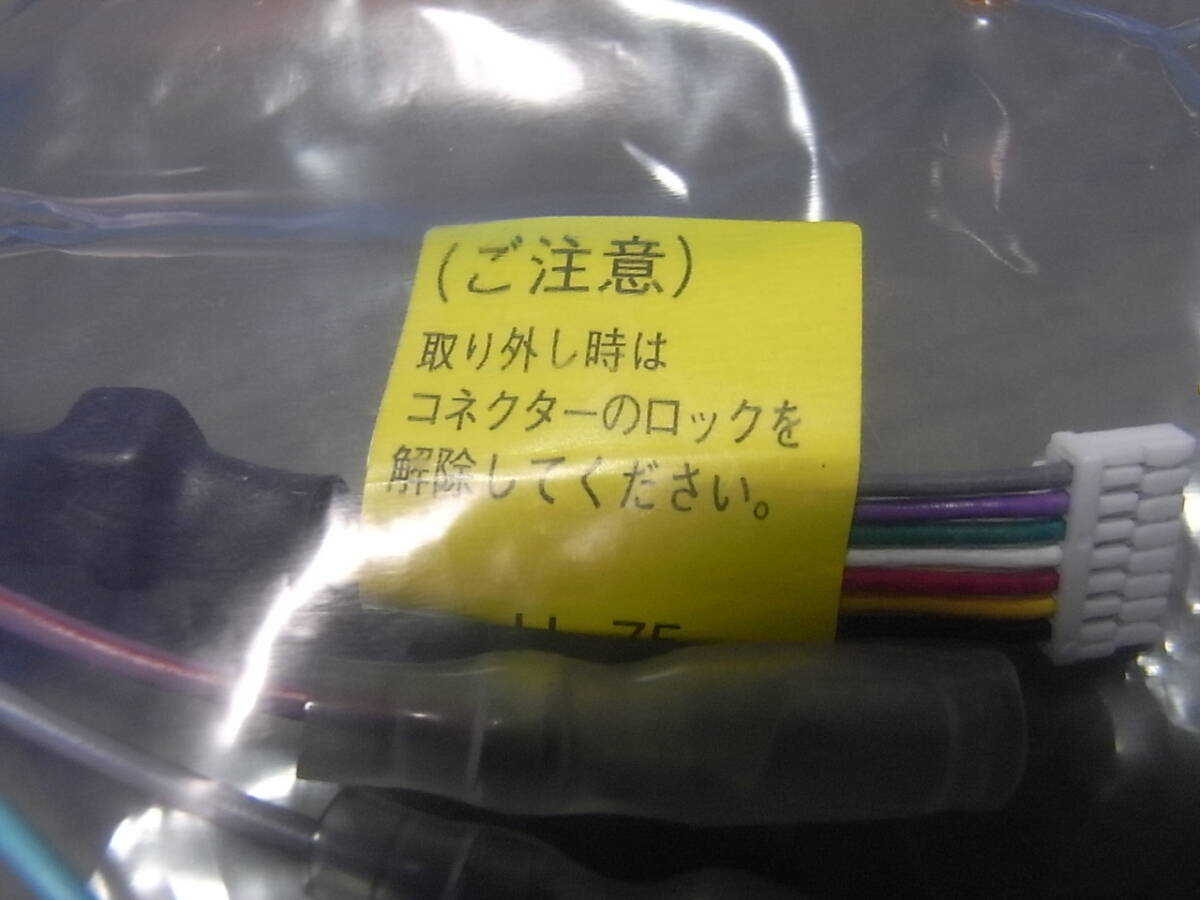 (ご注意)
取り外し時は
コネクターのロックを
解除してください。